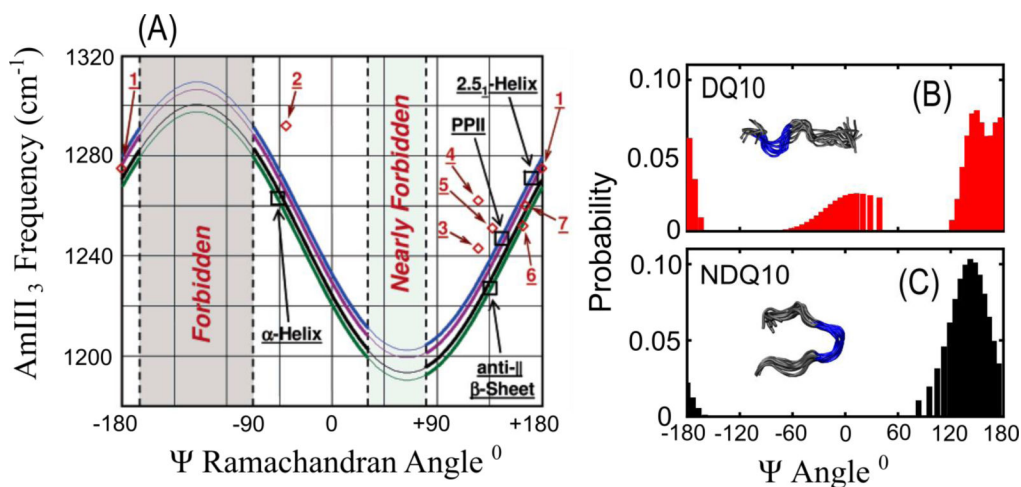 (A)
AmIII 3 Frequency (cm-1)
1320
1280
1240
1200
-180
-90
0
+90
+180
Ψ Ramachandran Angle 0
Forbidden
Nearly Forbidden
1
2
2.5₁-Helix
PPII
1
4
5
3
7
6
α-Helix
anti-||
β-Sheet
Probability
0.10
0.05
0
DQ10
(B)
0.10
0.05
0
NDQ10
(C)
-180
-120
-60
0
60
120
180
Ψ Angle 0